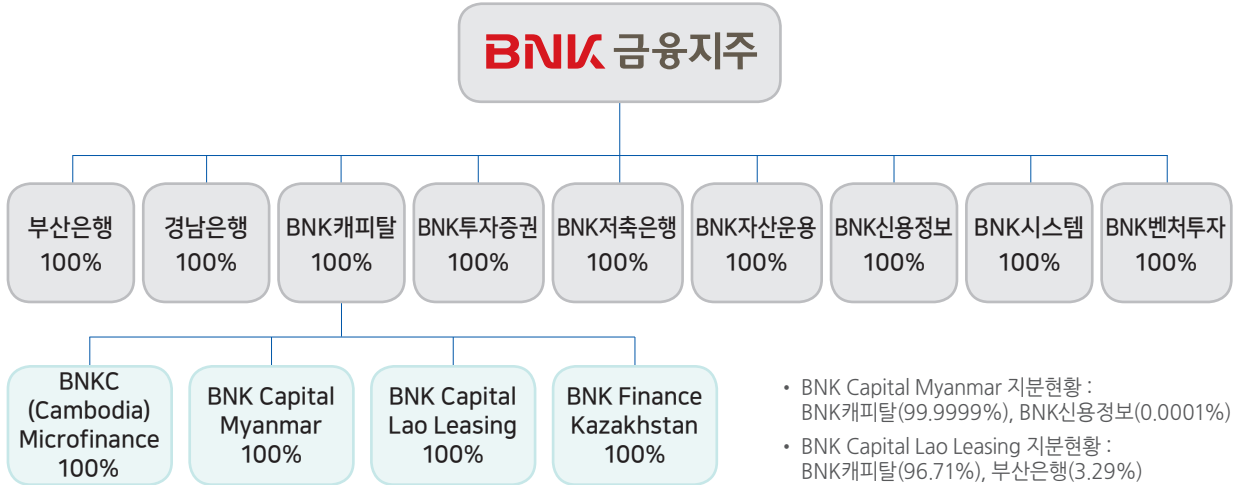 BNK 금융지주
부산은행
100%
경남은행
100%
BNK캐피탈
100%
BNK투자증권
100%
BNK저축은행
100%
BNK자산운용
100%
BNK신용정보
100%
BNK시스템
100%
BNK벤처투자
100%
BNKC
(Cambodia)
Microfinance
100%
BNK Capital
Myanmar
100%
BNK Capital
Lao Leasing
100%
BNK Finance
Kazakhstan
100%
• BNK Capital Myanmar 지분현황 :
BNK캐피탈(99.9999%), BNK신용정보(0.0001%)
• BNK Capital Lao Leasing 지분현황 :
BNK캐피탈(96.71%), 부산은행(3.29%)